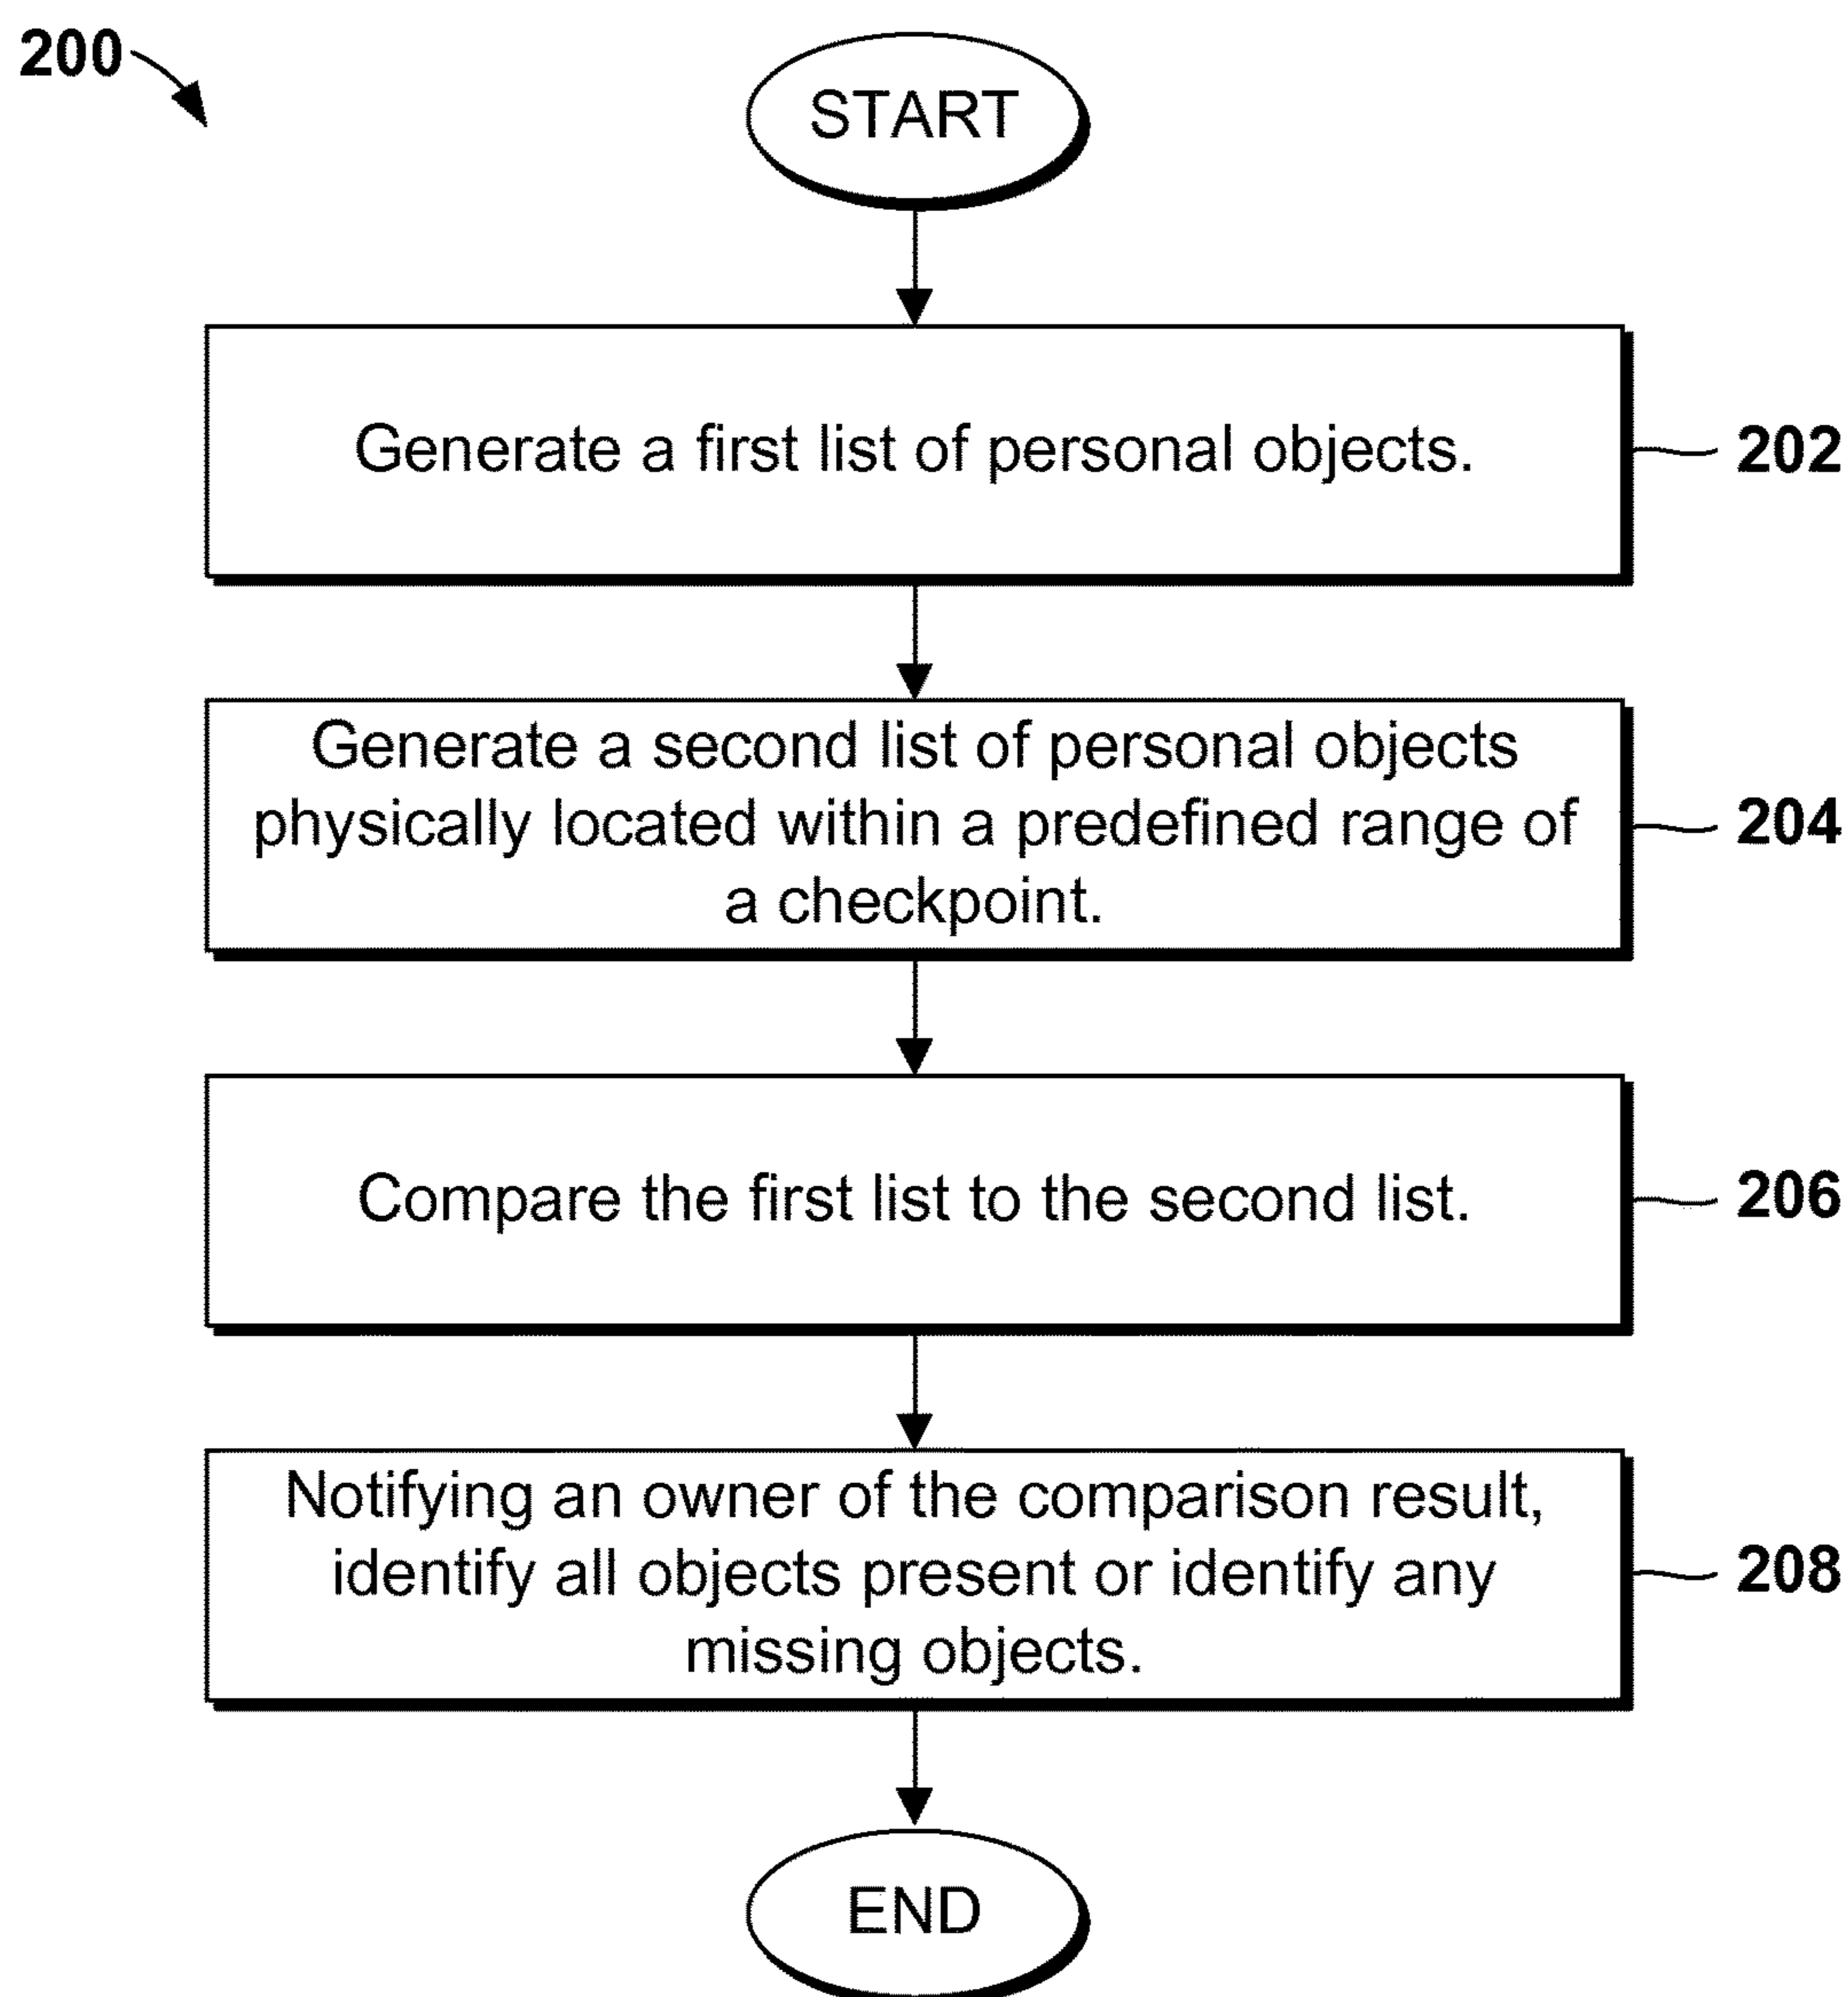 200
START
Generate a first list of personal objects.
202
Generate a second list of personal objects
physically located within a predefined range of
a checkpoint.
204
Compare the first list to the second list.
206
Notifying an owner of the comparison result,
identify all objects present or identify any
missing objects.
208
END